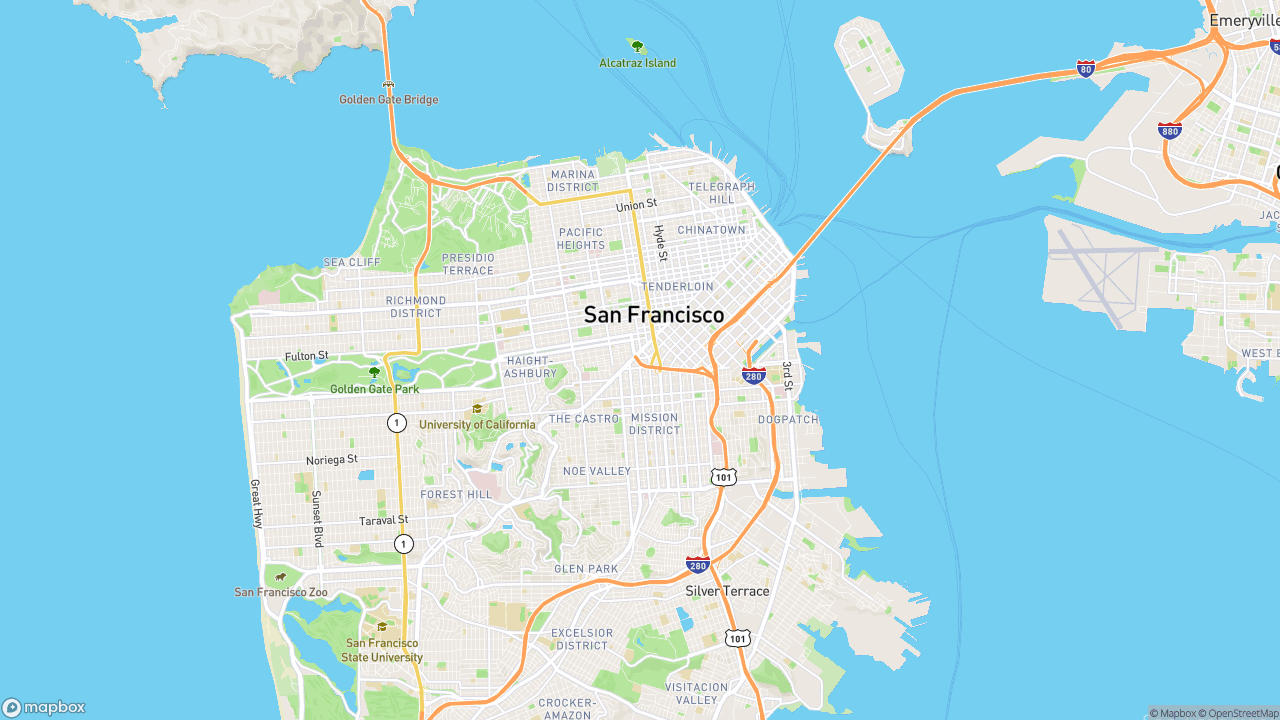 Emeryville
Alcatraz Island
80
Golden Gate Bridge
880
MARINA
DISTRICT
TELEGRAPH
HILL
Union St
Hyde St
PACIFIC
HEIGHTS
CHINATOWN
SEA CLIFF
PRESIDIO
TERRACE
TENDERLOIN
RICHMOND
DISTRICT
San Francisco
Fulton St
HAIGHT-
ASHBURY
280
3rd St
Golden Gate Park
1
University of California
THE CASTRO
MISSION
DISTRICT
DOGPATCH
Noriega St
NOE VALLEY
101
Great Hwy
Sunset Blvd
FOREST HILL
Taraval St
1
GLEN PARK
280
San Francisco Zoo
Silver Terrace
San Francisco
State University
EXCELSIOR
DISTRICT
101
VISITACION
VALLEY
CROCKER-
AMAZON
mapbox
© Mapbox © OpenStreetMap